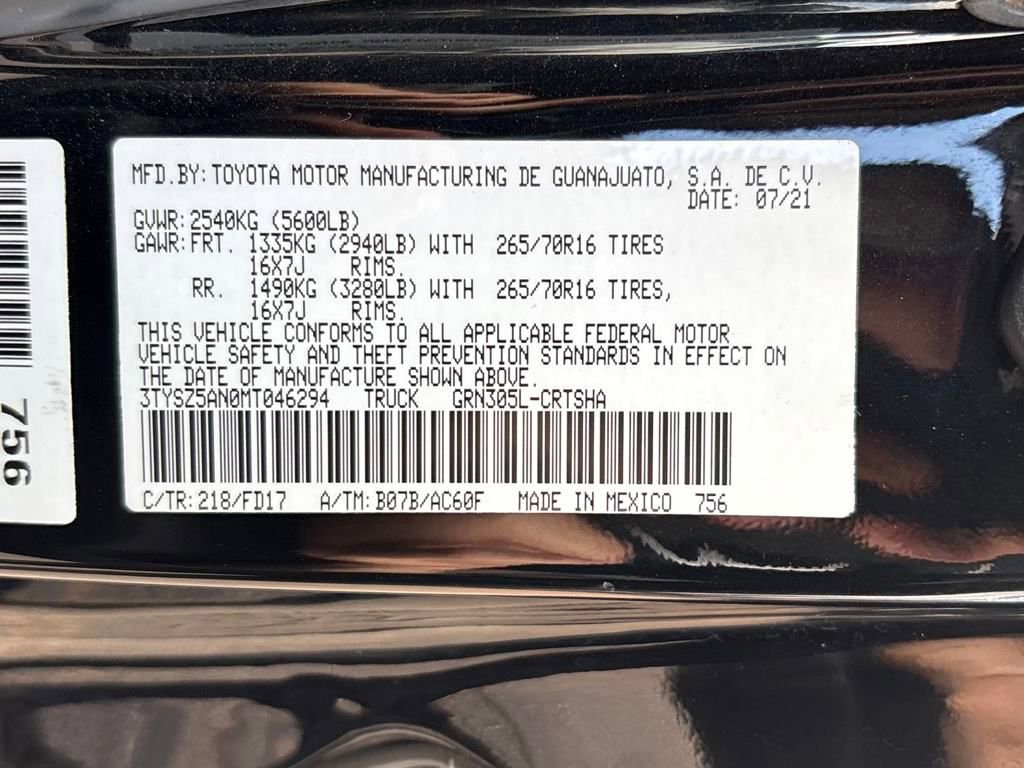 MFD.BY:TOYOTA MOTOR MANUFACTURING DE GUANAJUATO, S.A. DE C.V.
DATE: 07/21
GVWR:2540KG (5600LB)
GAWR:FRT. 1335KG (2940LB) WITH 265/70R16 TIRES
16X7J RIMS.
RR. 1490KG (3280LB) WITH 265/70R16 TIRES,
16X7J RIMS.
THIS VEHICLE CONFORMS TO ALL APPLICABLE FEDERAL MOTOR
VEHICLE SAFETY AND THEFT PREVENTION STANDARDS IN EFFECT ON
THE DATE OF MANUFACTURE SHOWN ABOVE.
3TYSZ5AN0MT046294 TRUCK GRN305L-CRTSHA
C/TR:218/FD17 A/TM:B07B/AC60F MADE IN MEXICO 756
756